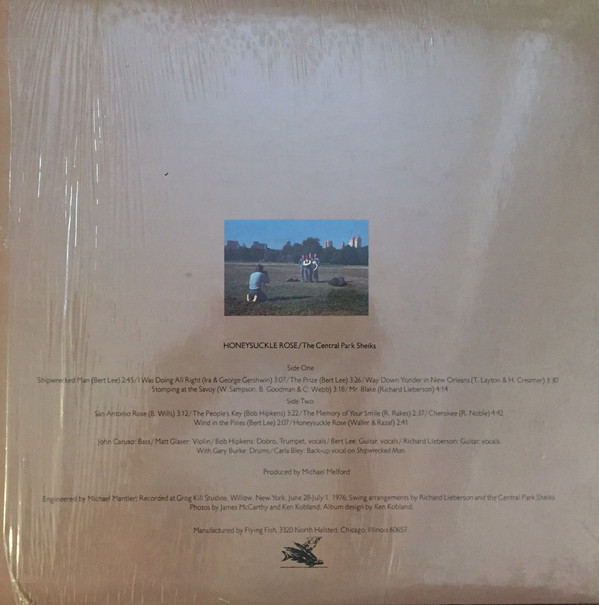 HONEYSUCKLE ROSE/The Central Park Sheiks
Side One
Shipwrecked Man (Bert Lee) 2:45/I Was Doing All Right (Ira & George Gershwin) 3:07/The Prize (Bert Lee) 3:26/Way Down Yonder in New Orleans (T. Layton & H. Creamer) 3:30
Stomping at the Savoy (W. Sampson, B. Goodman & C. Webb) 3:18/Mr. Blake (Richard Lieberson) 4:14
Side Two:
San Antonio Rose (B. Wills) 3:12/The People's Key (Bob Hipkens) 3:22/The Memory of Your Smile (R. Rakes) 2:37/Cherokee (R. Noble) 4:42
Wind in the Pines (Bert Lee) 2:07/Honeysuckle Rose (Waller & Razaf) 2:41
John Caruso: Bass/Matt Glaser: Violin/Bob Hipkens: Dobro, Trumpet, vocals/Bert Lee: Guitar, vocals/Richard Lieberson: Guitar, vocals.
With Gary Burke: Drums/Carla Bley: Back-up vocal on Shipwrecked Man.
Produced by Michael Melford
Engineered by Michael Mantler; Recorded at Grog Kill Studios, Willow, New York, June 28-July 1, 1976; Swing arrangements by Richard Lieberson and the Central Park Sheiks
Photos by James McCarthy and Ken Kobland; Album design by Ken Kobland.
Manufactured by Flying Fish, 3320 North Halsted, Chicago, Illinois 60657